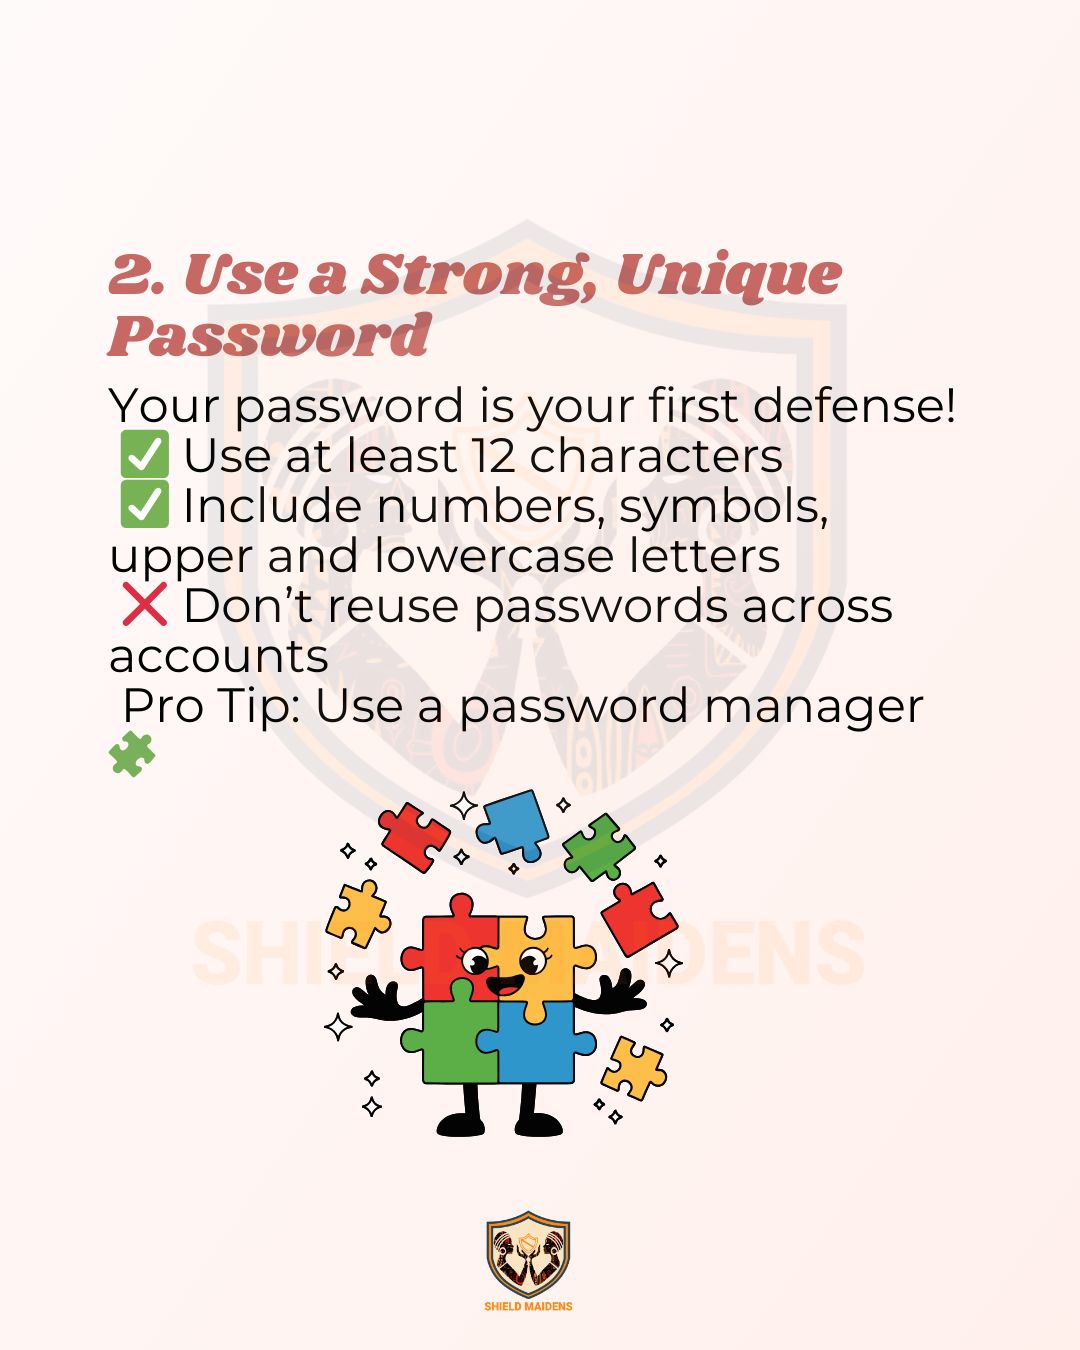 2. Use a Strong, Unique
Password
Your password is your first defense!
✅ Use at least 12 characters
✅ Include numbers, symbols,
upper and lowercase letters
❌ Don’t reuse passwords across
accounts
Pro Tip: Use a password manager
🧩
SHIELD MAIDENS
SHIELD MAIDENS